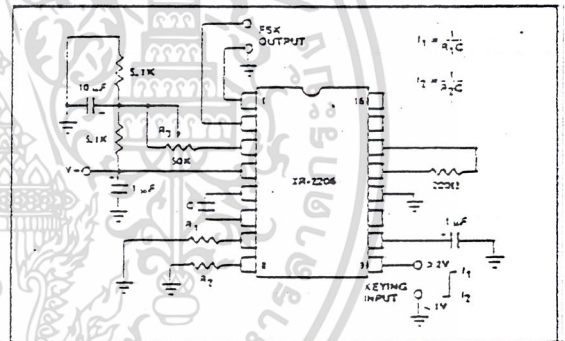 FSK
OUTPUT
f₁ = 1/R₁C
f₂ = 1/R₂C
5.1K
10 µF
5.1K
R₃
50K
V+
1 µF
C
R₁
R₂
1
16
8
9
XR-2206
220Ω
1 µF
>2V
KEYING
INPUT
<1V
f₁
f₂